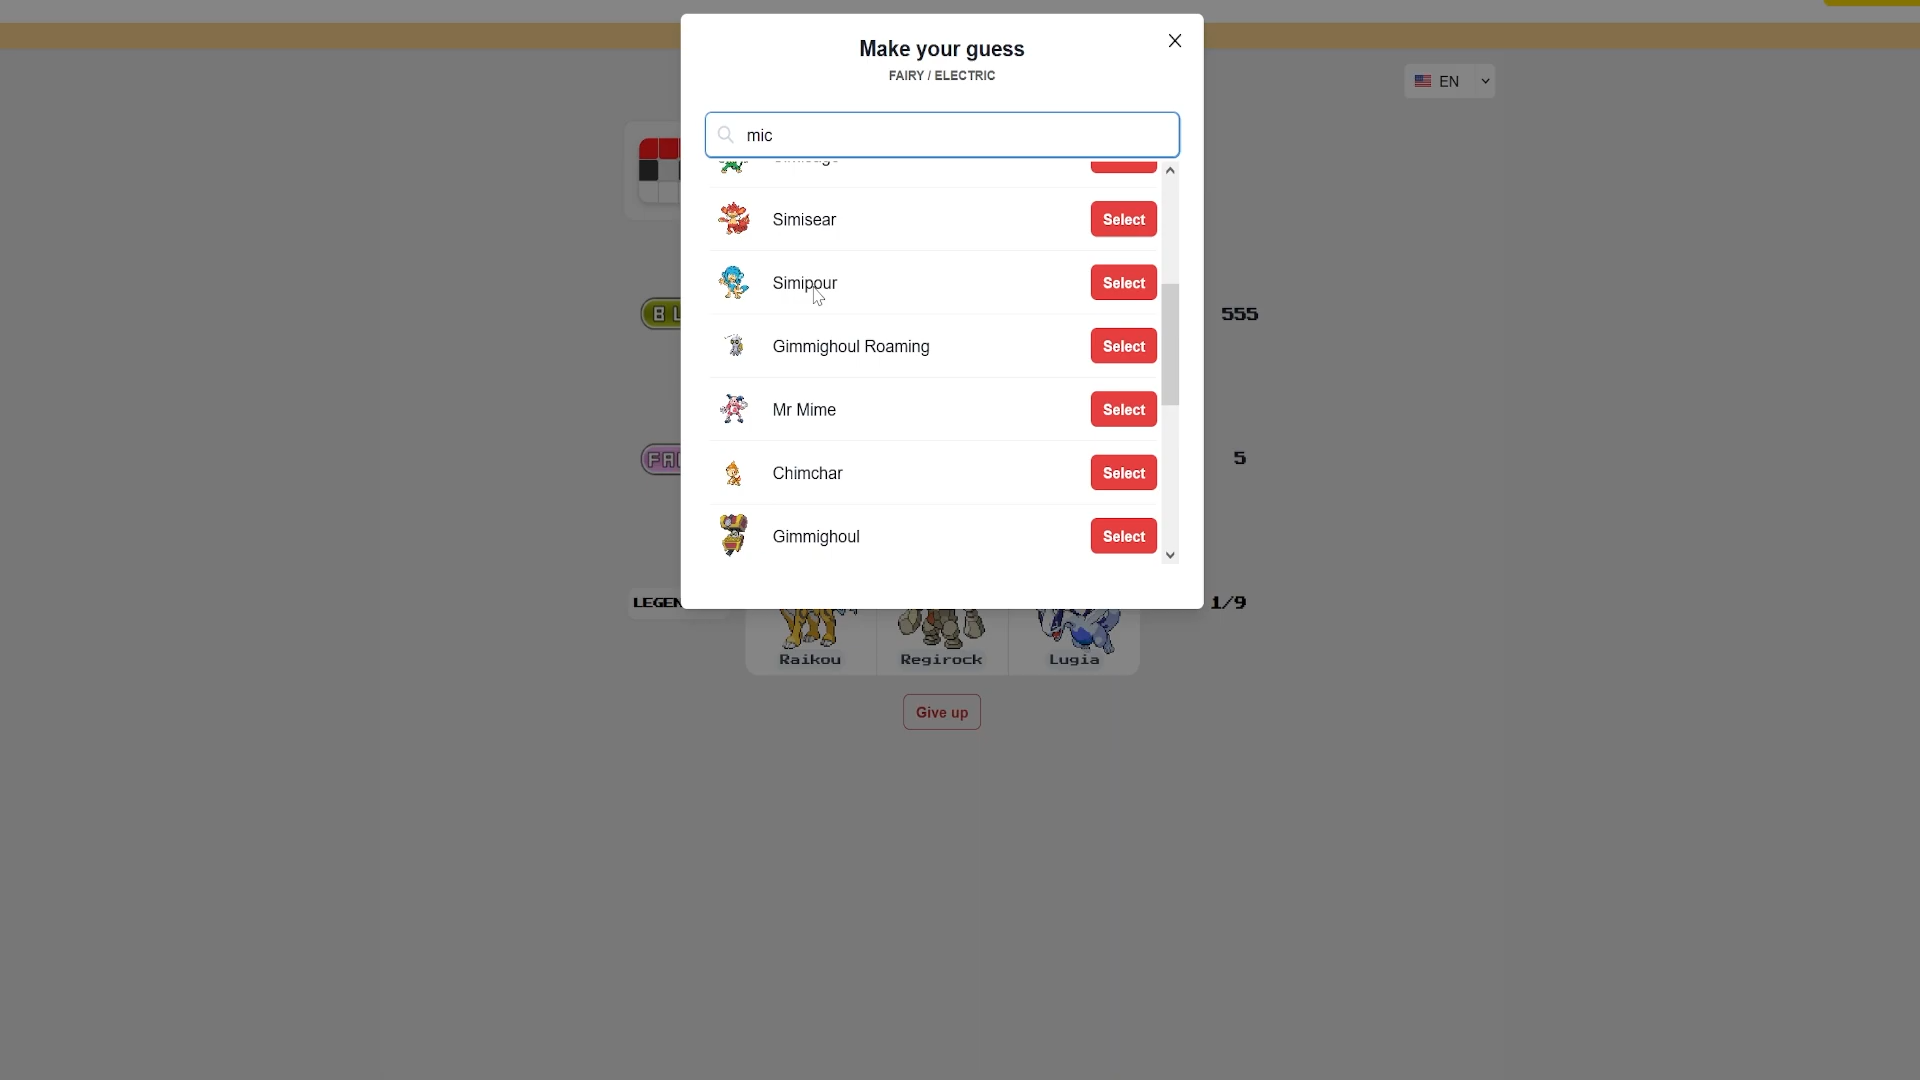 Make your guess
FAIRY / ELECTRIC
EN
mic
Simisear
Select
Simipour
Select
555
Gimmighoul Roaming
Select
Mr Mime
Select
Chimchar
Select
5
Gimmighoul
Select
1/9
Raikou
Regirock
Lugia
Give up